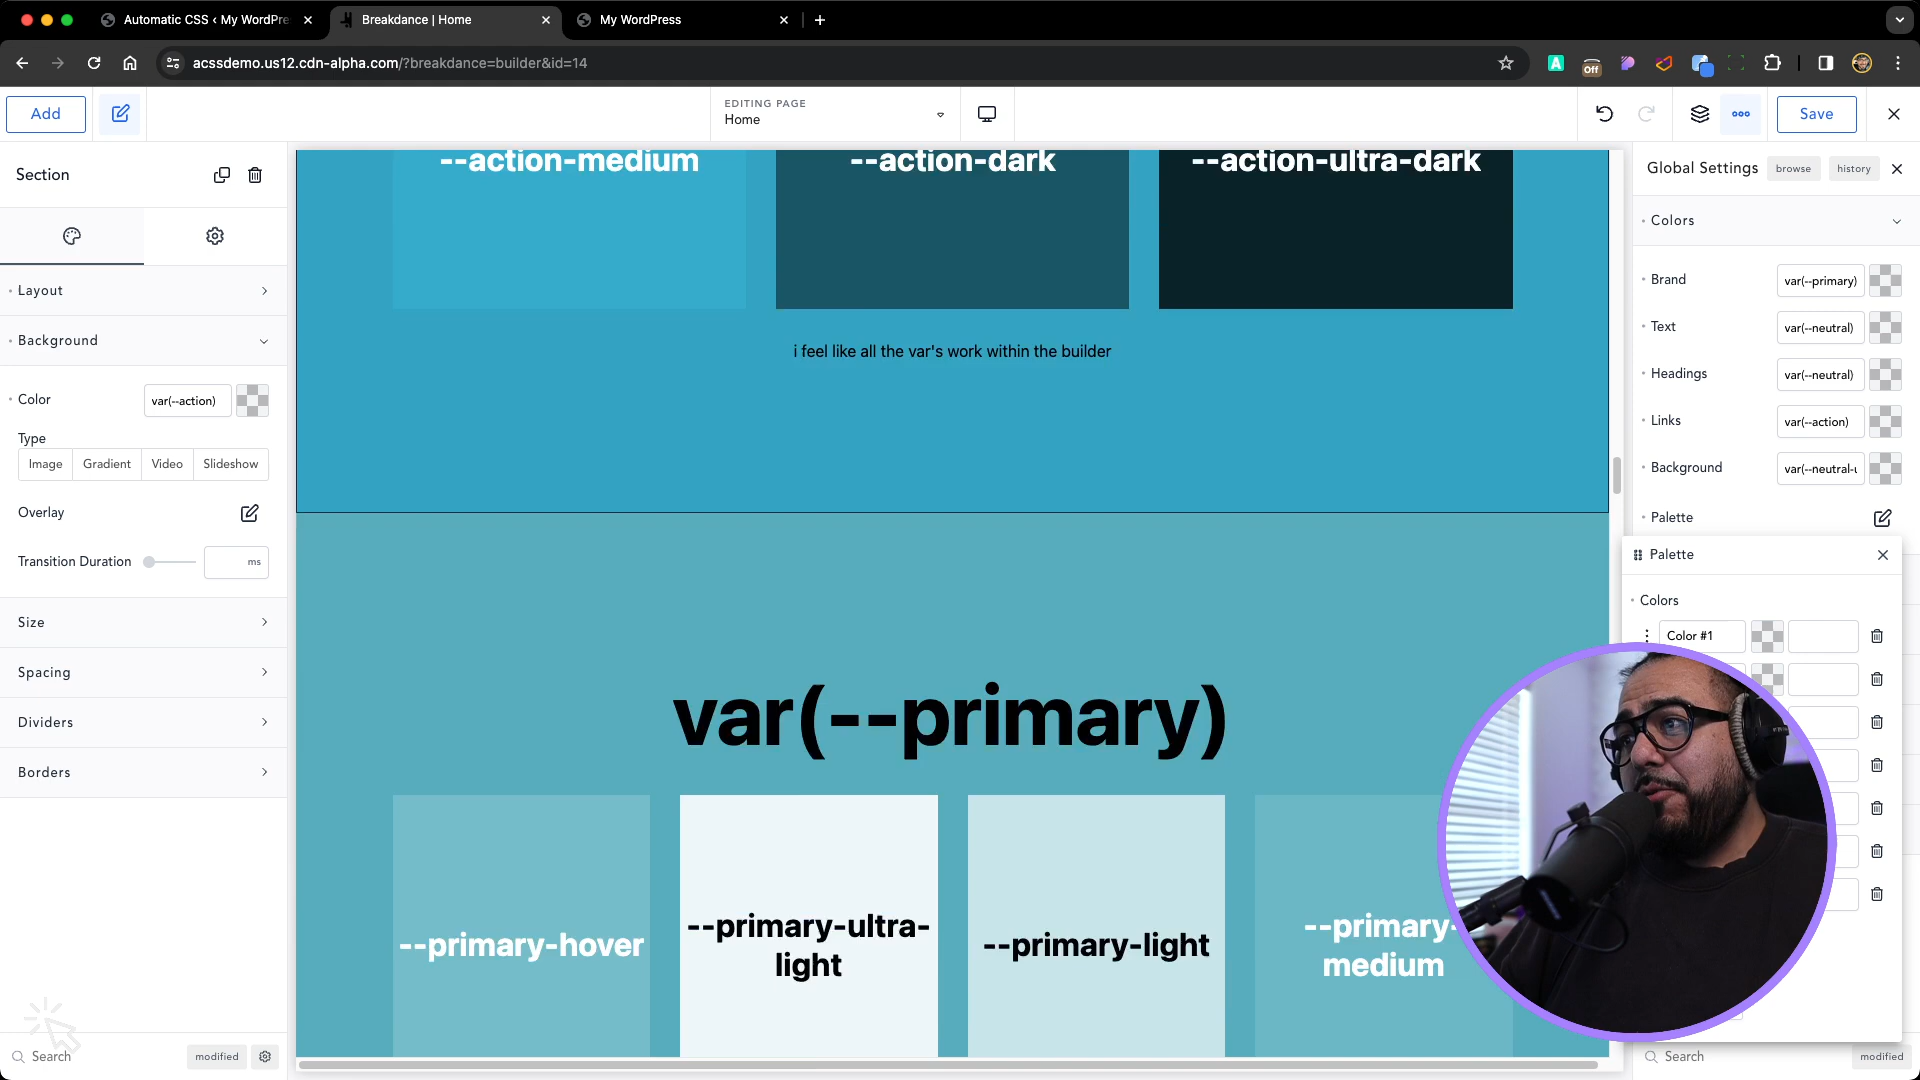 Automatic CSS ‹ My WordPre
Breakdance | Home
My WordPress
acssdemo.us12.cdn-alpha.com/?breakdance=builder&id=14
Off
Add
EDITING PAGE
Home
Save
Section
Layout
Background
Color
var(--action)
Type
Image
Gradient
Video
Slideshow
Overlay
Transition Duration
ms
Size
Spacing
Dividers
Borders
Search
modified
--action-medium
--action-dark
--action-ultra-dark
i feel like all the var's work within the builder
var(--primary)
--primary-hover
--primary-ultra-
light
--primary-light
--primary-
medium
Global Settings
browse
history
Colors
Brand
var(--primary)
Text
var(--neutral)
Headings
var(--neutral)
Links
var(--action)
Background
var(--neutral-u
Palette
Palette
Colors
Color #1
Search
modified